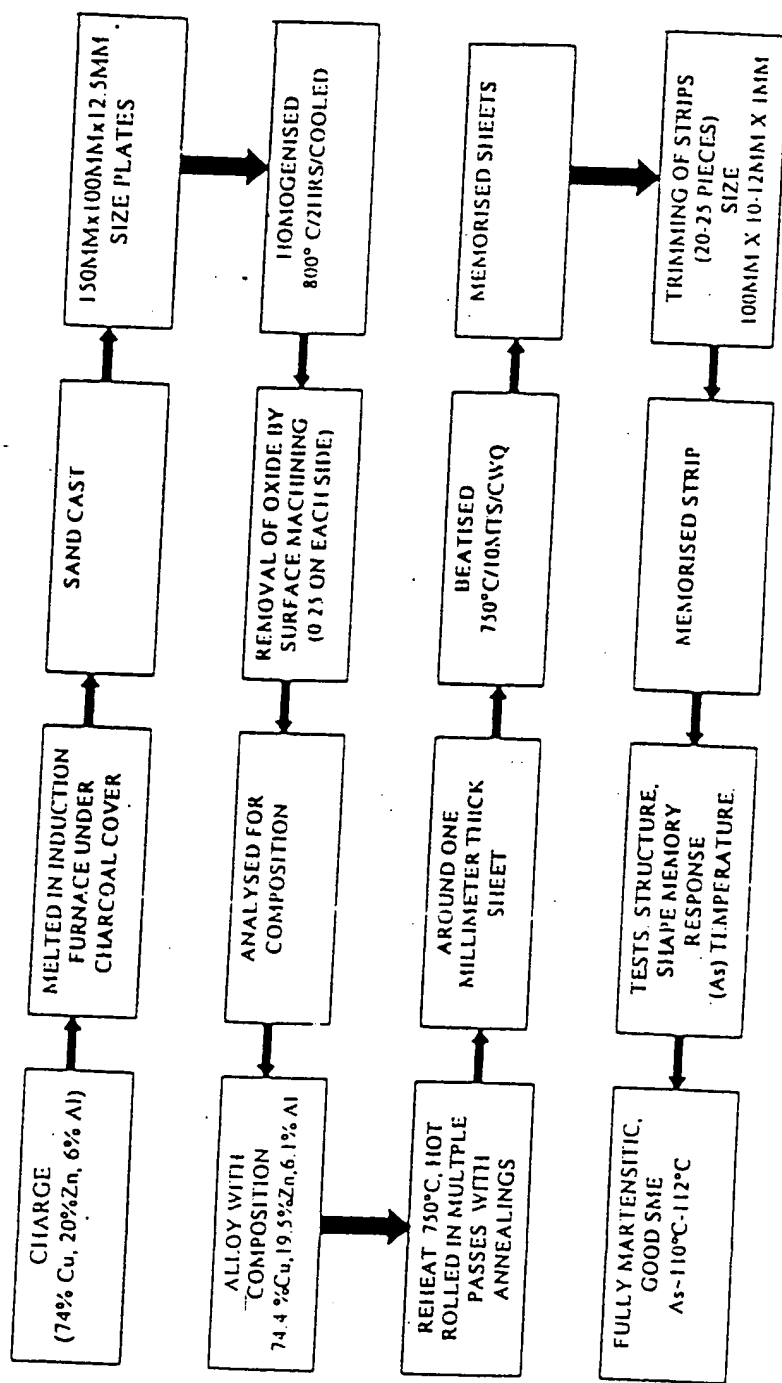 CHARGE
(74% Cu, 20%Zn, 6% Al)
MELTED IN INDUCTION
FURNACE UNDER
CHARCOAL COVER
SAND CAST
150MMx100MMx12.5MM
SIZE PLATES
HOMOGENISED
800° C/2HRS/COOLED
REMOVAL OF OXIDE BY
SURFACE MACHINING
(0.25 ON EACH SIDE)
ANALYSED FOR
COMPOSITION
ALLOY WITH
COMPOSITION
74.4 %Cu,19.5%Zn,6.1% Al
REHEAT 750°C, HOT
ROLLED IN MULTPLE
PASSES WITH
ANNEALINGS
AROUND ONE
MILLIMETER THICK
SHEET
BEATISED
750°C/10MTS/CWQ
MEMORISED SHEETS
TRIMMING OF STRIPS
(20-25 PIECES)
SIZE
100MM X 10-12MM X 1MM
MEMORISED STRIP
TESTS. STRUCTURE,
SHAPE MEMORY
RESPONSE
(As) TEMPERATURE.
FULLY MARTENSITIC,
GOOD SME
As~110°C-112°C